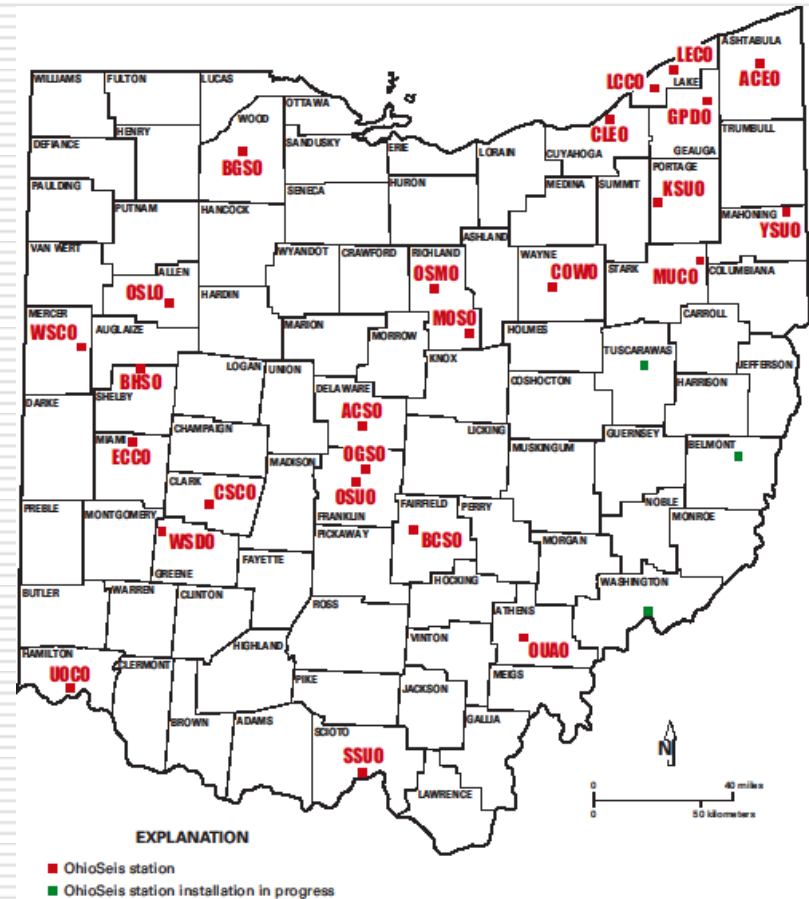 ASHTABULA
LECO
ACEO
WILLIAMS
FULTON
LUCAS
LCCO
LAKE
OTTAWA
GPDO
WOOD
CLEO
HENRY
TRUMBULL
DEFIANCE
SANDUSKY
ERIE
LORAIN
CUYAHOGA
GEAUGA
BGSO
PORTAGE
PAULDING
SENECA
HURON
MEDINA
SUMMIT
KSUO
PUTNAM
HANCOCK
MAHONING
YSUO
ASHLAND
VAN WERT
WYANDOT
CRAWFORD
RICHLAND
WAYNE
ALLEN
STARK
COLUMBIANA
OSLO
OSMO
COWO
MUCO
HARDIN
MERCER
CARROLL
WSCO
AUGLAIZE
MARION
MOSO
HOLMES
MORROW
TUSCARAWAS
KNOX
LOGAN
UNION
JEFFERSON
BHSO
DELAWARE
COSHOCTON
HARRISON
SHELBY
DARKE
ACSO
CHAMPAIGN
LICKING
GUERNSEY
MIAMI
MUSKINGUM
BELMONT
ECCO
OGSO
MADISON
CLARK
CSCO
OSUO
FAIRFIELD
PERRY
NOBLE
PREBLE
MONTGOMERY
FRANKLIN
MONROE
PICKAWAY
WSDO
BCSO
MORGAN
FAYETTE
GREENE
HOCKING
WASHINGTON
BUTLER
WARREN
CLINTON
ROSS
ATHENS
VINTON
OUAO
HIGHLAND
HAMILTON
CLERMONT
UOCO
PIKE
MEIGS
JACKSON
BROWN
ADAMS
GALLIA
SCIOTO
N
SSUO
LAWRENCE
0 40 miles
0 50 kilometers
EXPLANATION
OhioSeis station
OhioSeis station installation in progress